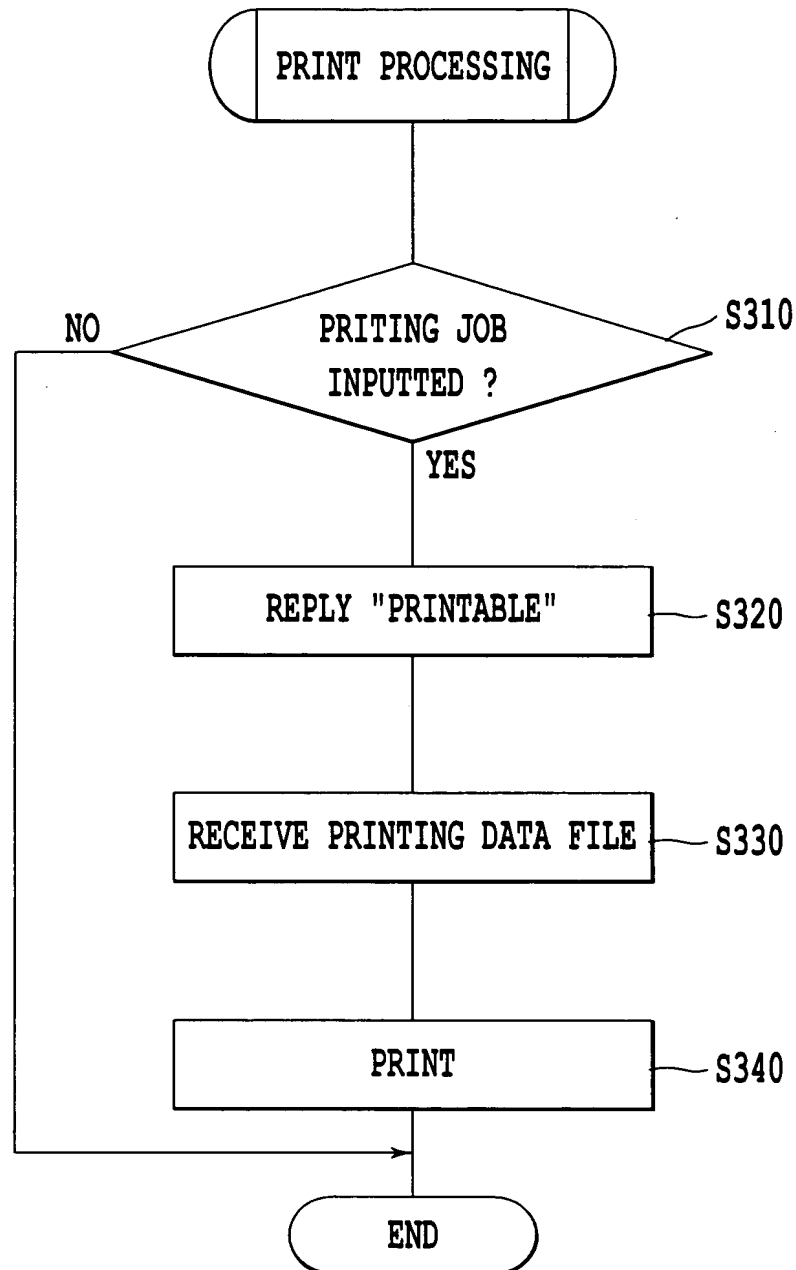 PRINT PROCESSING
NO
PRITING JOB
INPUTTED ?
S310
YES
REPLY "PRINTABLE"
S320
RECEIVE PRINTING DATA FILE
S330
PRINT
S340
END